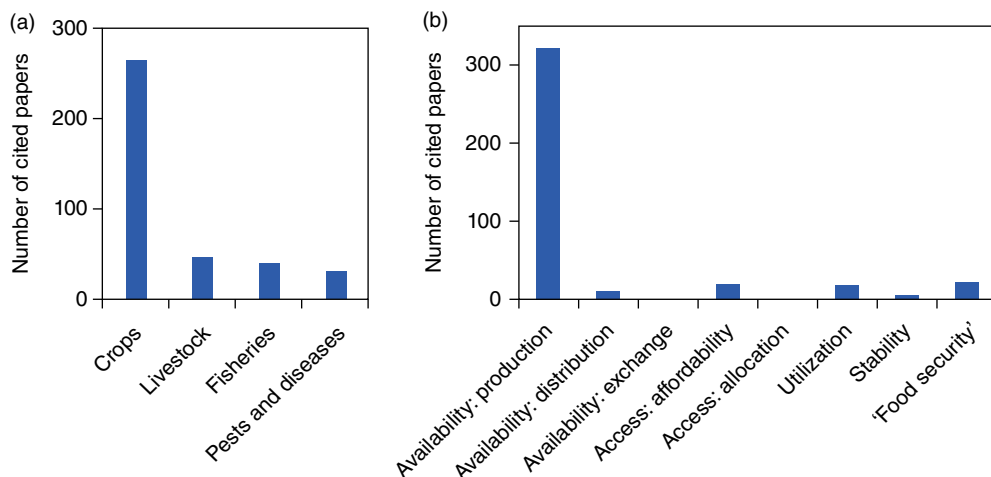 (a)
Number of cited papers
300
200
100
0
Crops
Livestock
Fisheries
Pests and diseases
(b)
Number of cited papers
300
200
100
0
Availability: production
Availability: distribution
Availability: exchange
Access: affordability
Access: allocation
Utilization
Stability
‘Food security’